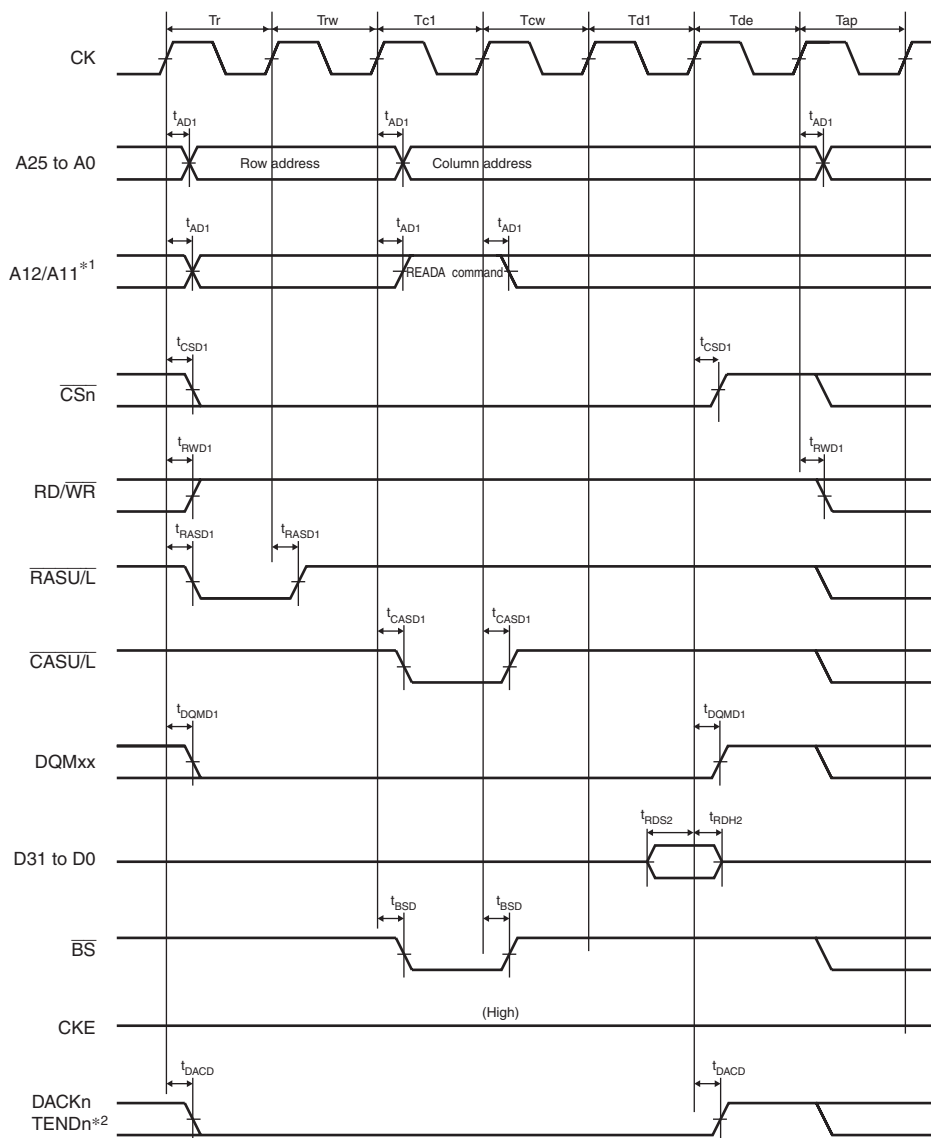 Tr Trw Tc1 Tcw Td1 Tde Tap
CK
tAD1 tAD1 tAD1
A25 to A0 Row address Column address
tAD1 tAD1 tAD1
A12/A11*1 READA command
tCSD1 tCSD1
CSn
tRWD1 tRWD1
RD/WR
tRASD1 tRASD1
RASU/L
tCASD1 tCASD1
CASU/L
tDQMD1 tDQMD1
DQMxx
tRDS2 tRDH2
D31 to D0
tBSD tBSD
BS
(High)
CKE
tDACD tDACD
DACKn
TENDn*2